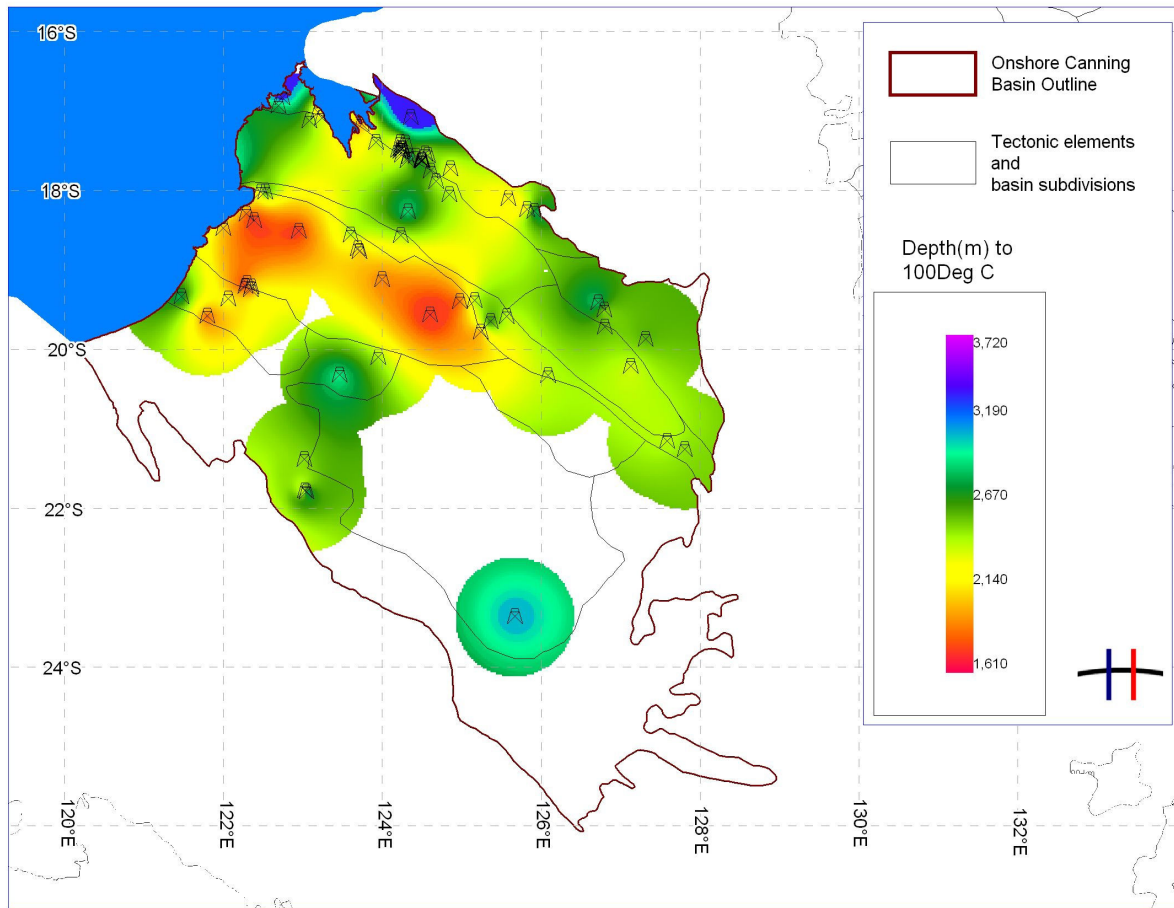 16°S
18°S
20°S
22°S
24°S
120°E
122°E
124°E
126°E
128°E
130°E
132°E
Onshore Canning
Basin Outline
Tectonic elements
and
basin subdivisions
Depth(m) to
100Deg C
3,720
3,190
2,670
2,140
1,610